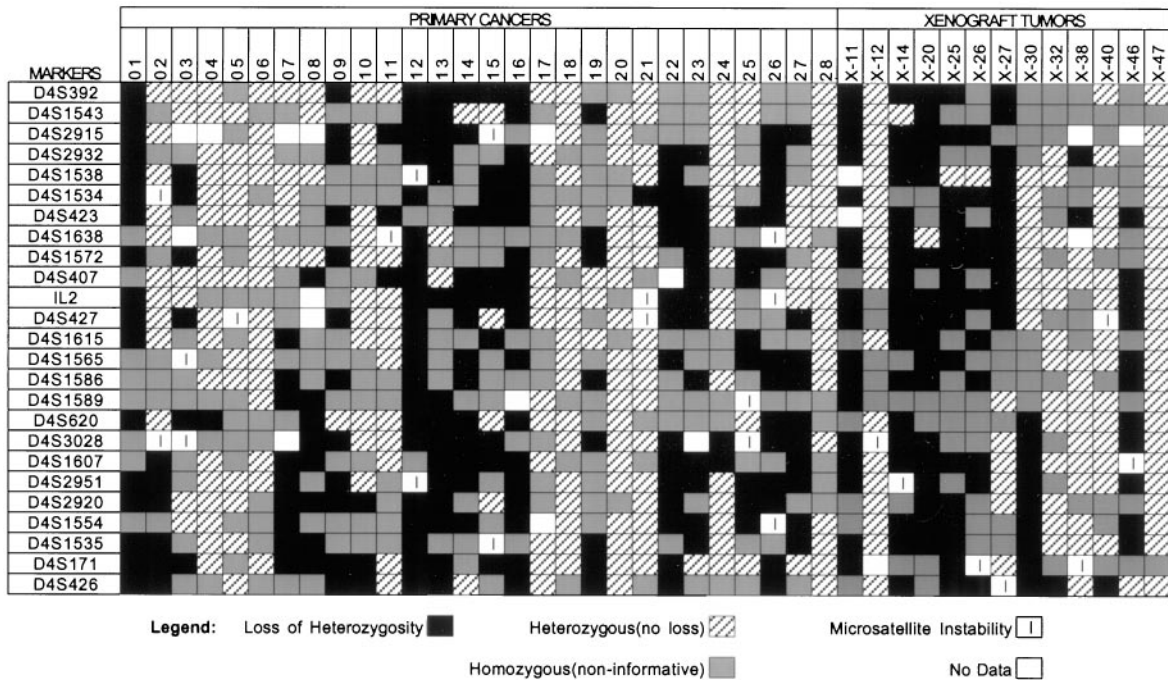 PRIMARY CANCERS XENOGRAFT TUMORS
MARKERS 01 02 03 04 05 06 07 08 09 10 11 12 13 14 15 16 17 18 19 20 21 22 23 24 25 26 27 28 X-11 X-12 X-14 X-20 X-25 X-26 X-27 X-30 X-32 X-38 X-40 X-46 X-47
D4S392
D4S1543
D4S2915 I
D4S2932
D4S1538 I
D4S1534 I
D4S423
D4S1638 I I
D4S1572
D4S407
IL2 I I
D4S427 I I I
D4S1615
D4S1565 I
D4S1586
D4S1589 I
D4S620
D4S3028 I I I I
D4S1607 I
D4S2951 I I
D4S2920
D4S1554 I
D4S1535 I
D4S171 I I
D4S426 I
Legend: Loss of Heterozygosity Heterozygous(no loss) Microsatellite Instability I
Homozygous(non-informative) No Data